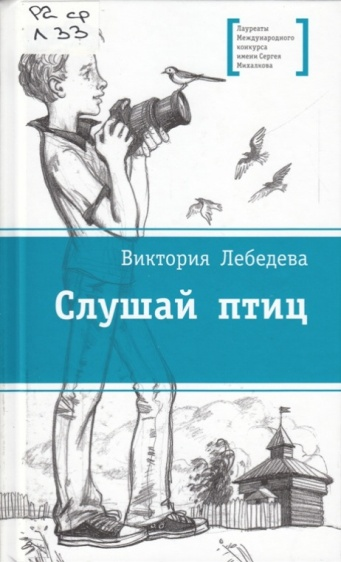 Р2 ср
Л 33
Лауреаты
Международного
конкурса
имени Сергея
Михалкова
Виктория Лебедева
Слушай птиц